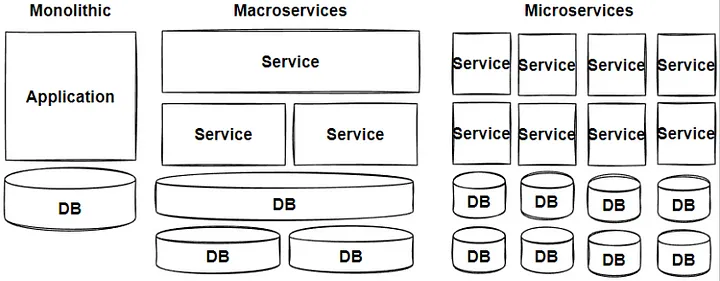 Monolithic Macroservices Microservices
Application
DB
Service
Service Service
DB
DB DB
Service Service Service Service
Service Service Service Service
DB DB DB DB
DB DB DB DB